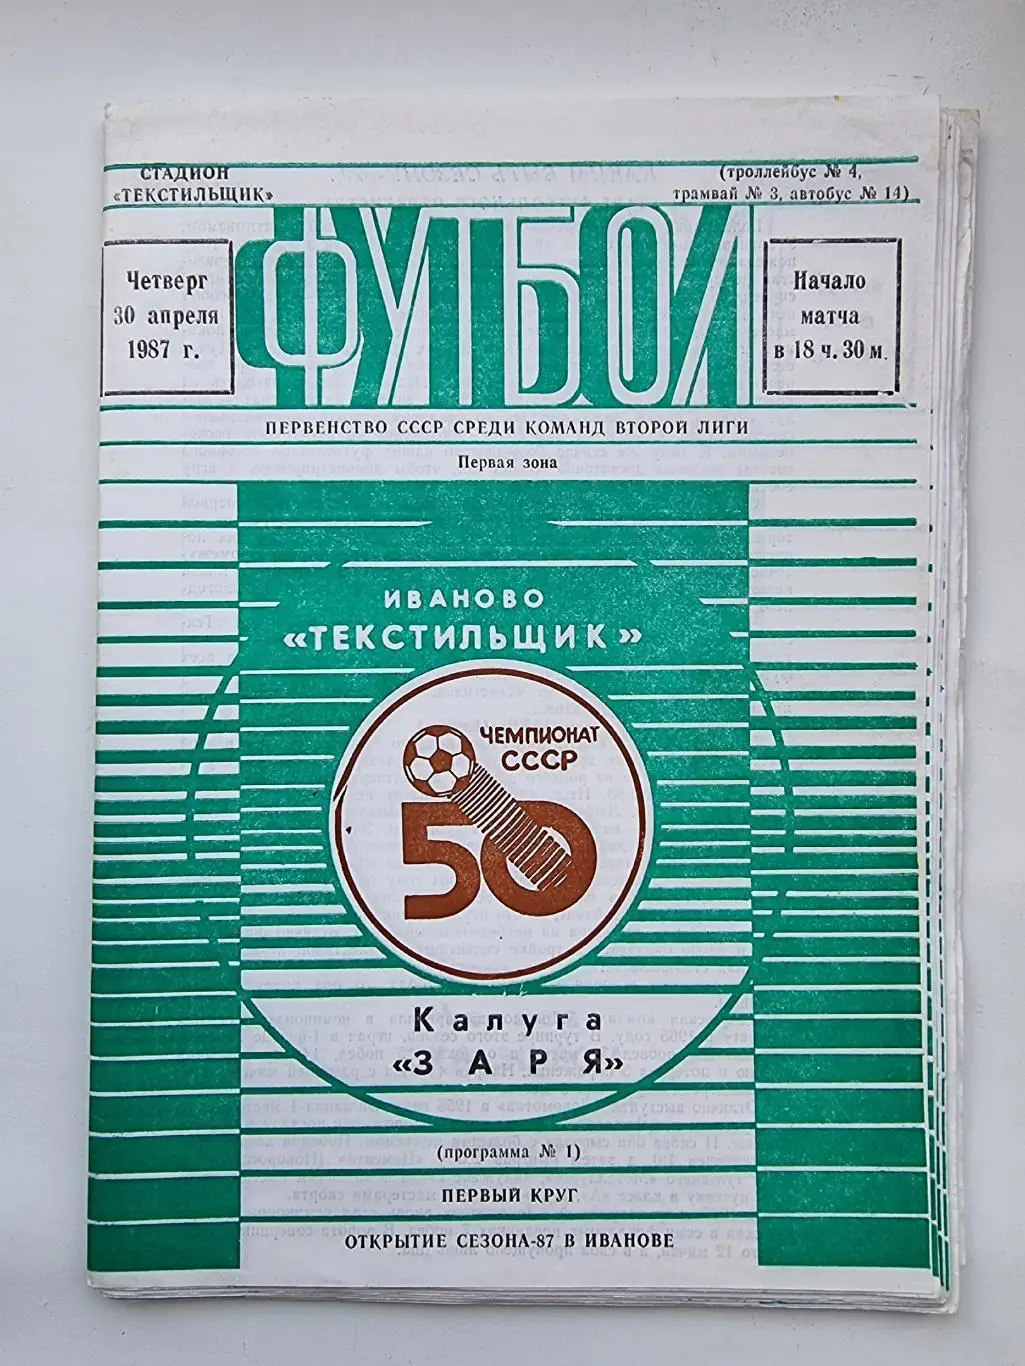 СТАДИОН
«ТЕКСТИЛЬЩИК»
(троллейбус № 4,
трамвай № 3, автобус № 14)
ФУТБОЛ
Четверг
30 апреля
1987 г.
Начало
матча
в 18 ч. 30 м.
ПЕРВЕНСТВО СССР СРЕДИ КОМАНД ВТОРОЙ ЛИГИ
Первая зона
ИВАНОВО
«ТЕКСТИЛЬЩИК»
ЧЕМПИОНАТ
СССР
50
Калуга
«ЗАРЯ»
(программа № 1)
ПЕРВЫЙ КРУГ
ОТКРЫТИЕ СЕЗОНА-87 В ИВАНОВЕ